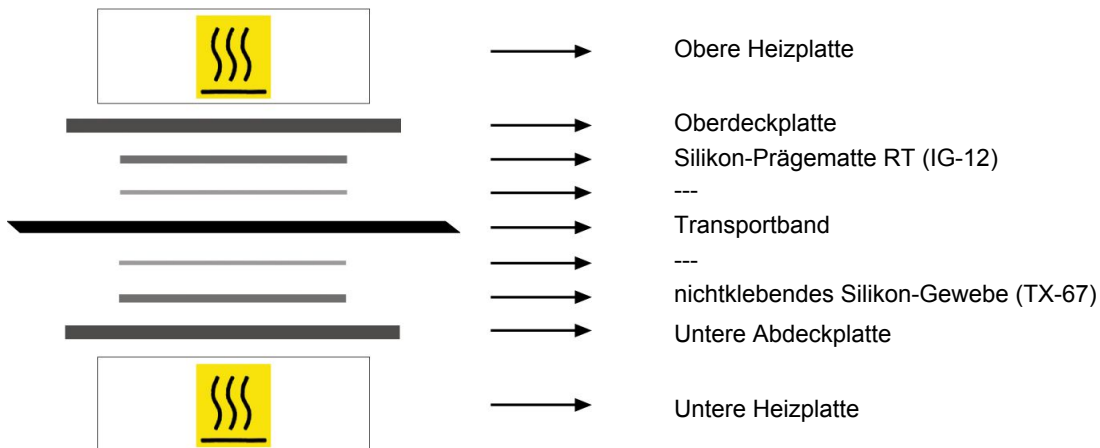 Obere Heizplatte
Oberdeckplatte
Silikon-Prägematte RT (IG-12)
---
Transportband
---
nichtklebendes Silikon-Gewebe (TX-67)
Untere Abdeckplatte
Untere Heizplatte